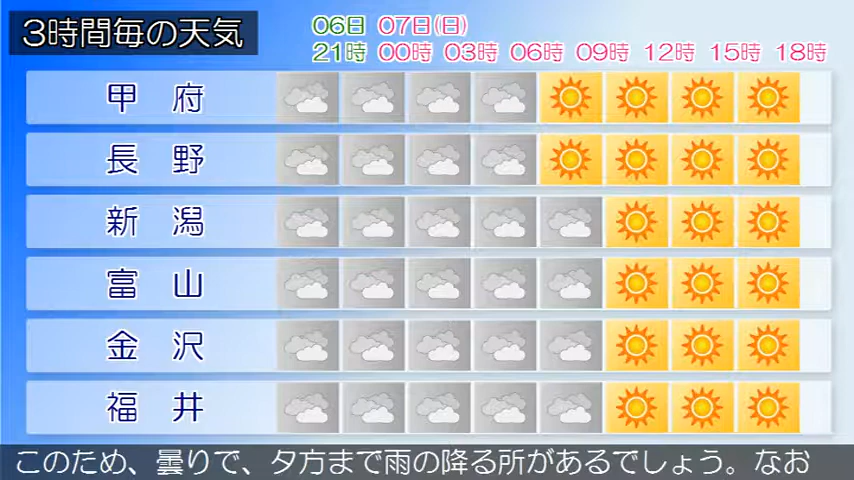 3時間毎の天気
06日 07日(日)
21時 00時 03時 06時 09時 12時 15時 18時
甲府
長野
新潟
富山
金沢
福井
このため、曇りで、夕方まで雨の降る所があるでしょう。なお